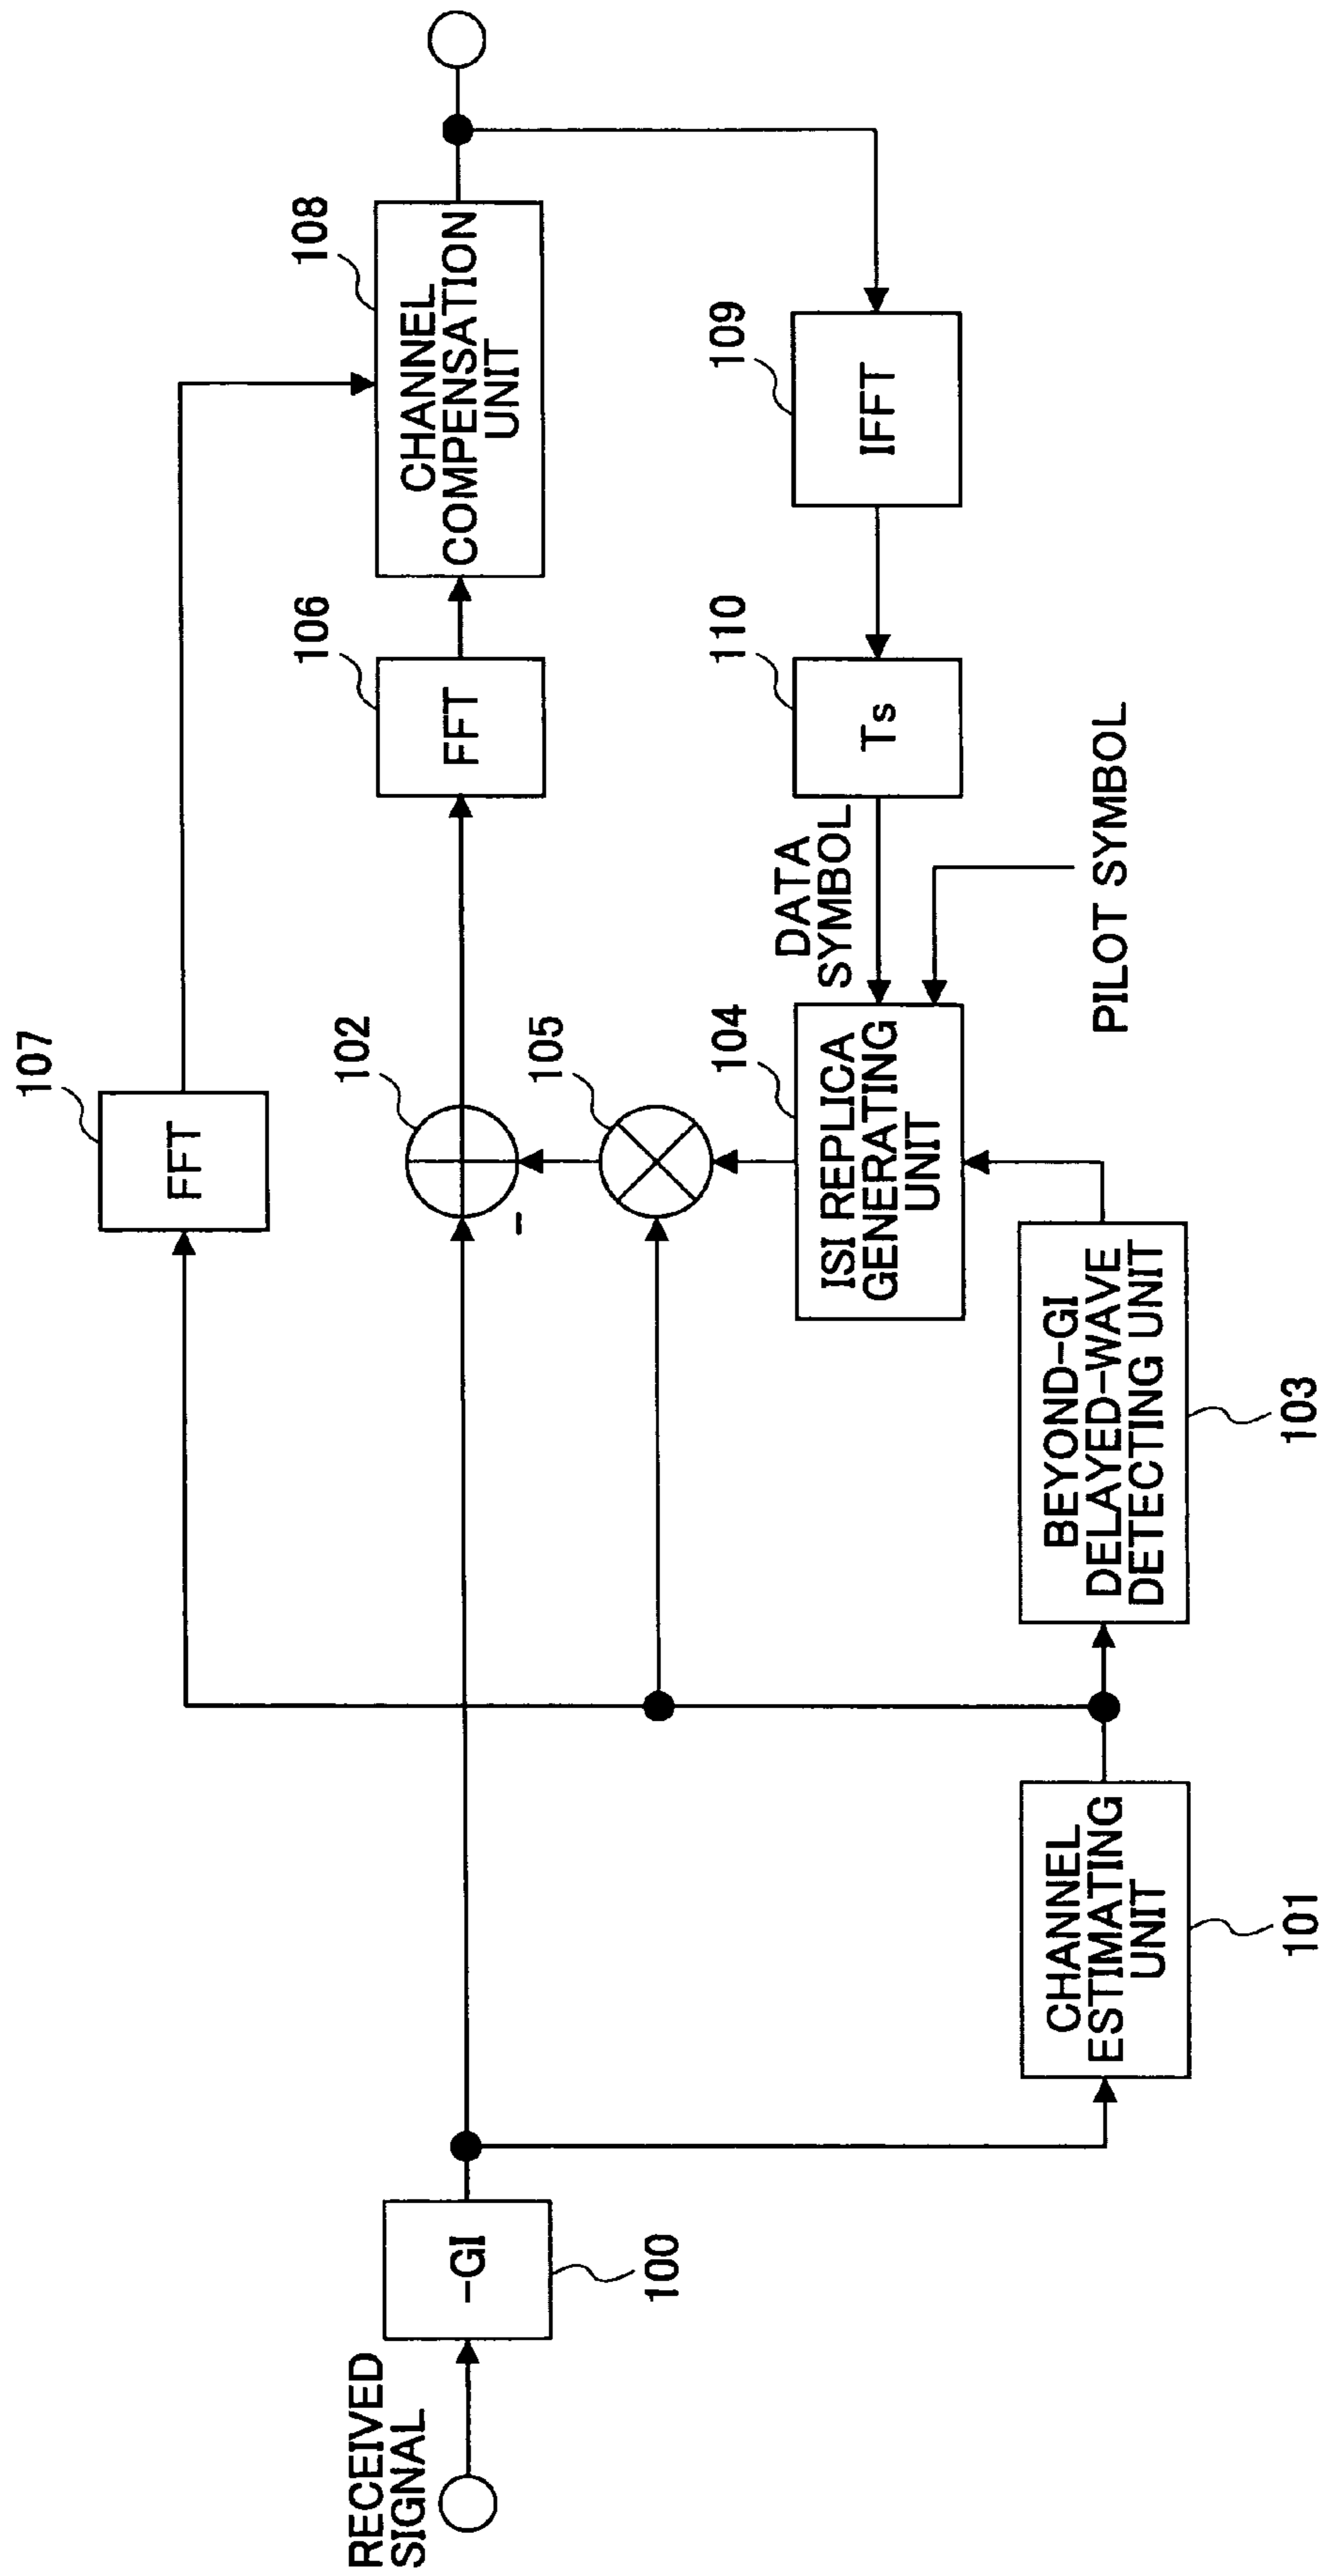 RECEIVED
SIGNAL
-GI
100
CHANNEL
ESTIMATING
UNIT
101
107
FFT
102
-
105
BEYOND-GI
DELAYED-WAVE
DETECTING UNIT
103
104
ISI REPLICA
GENERATING
UNIT
DATA
SYMBOL
PILOT SYMBOL
106
FFT
110
Ts
108
CHANNEL
COMPENSATION
UNIT
109
IFFT